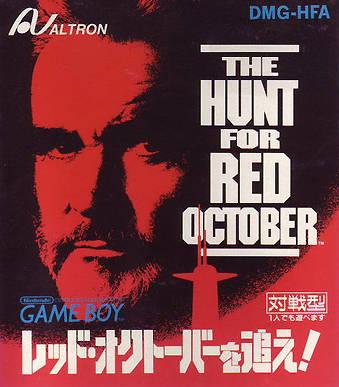 ALTRON
DMG-HFA
THE
HUNT
FOR
RED
OCTOBER
TM
Nintendo
GAME BOY
対戦型
1人でも遊べます
レッド・オクトーバーを追え!